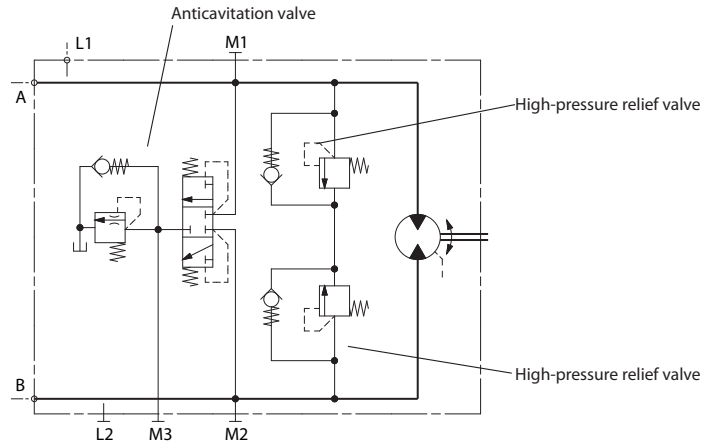 Anticavitation valve
L1
M1
A
High-pressure relief valve
High-pressure relief valve
B
L2
M3
M2